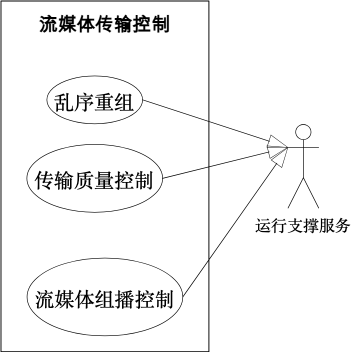 流媒体传输控制
乱序重组
传输质量控制
运行支撑服务
流媒体组播控制